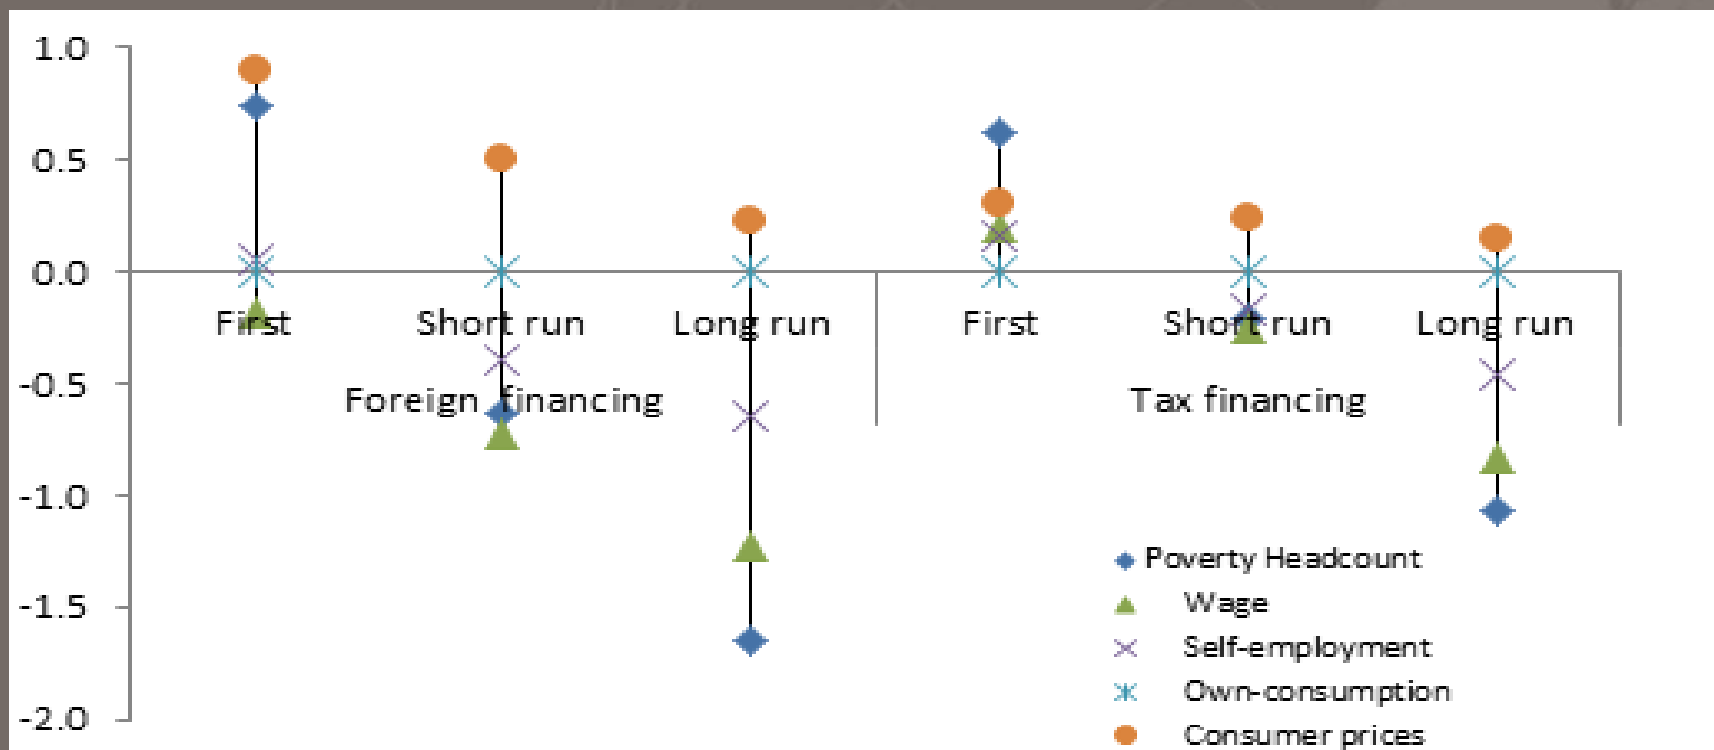 1.0
0.5
0.0
-0.5
-1.0
-1.5
-2.0
First Short run Long run First Short run Long run
Foreign financing Tax financing
Poverty Headcount
Wage
Self-employment
Own-consumption
Consumer prices